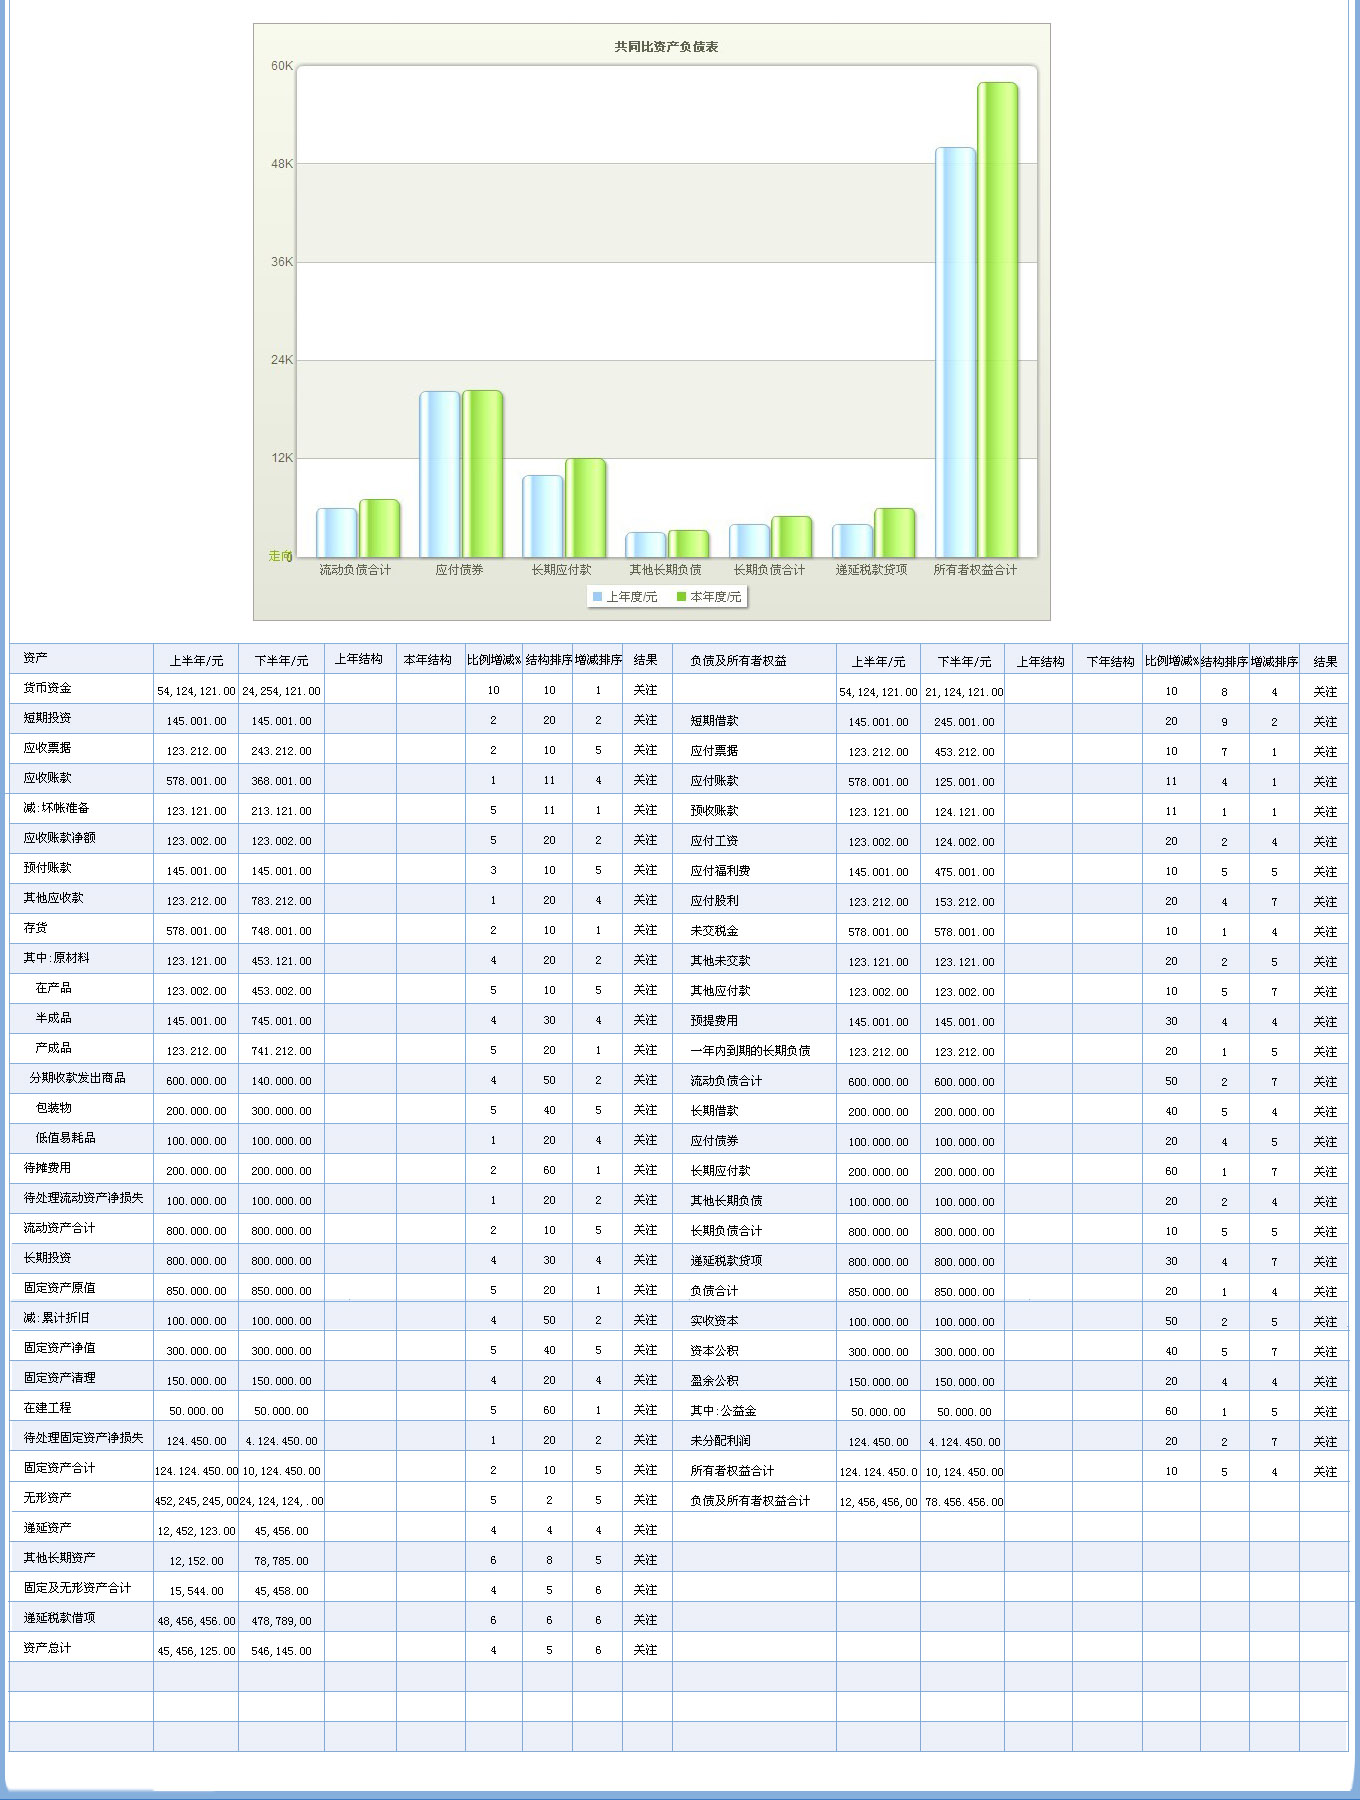 共同比资产负债表
60K
48K
36K
24K
12K
走向 0
流动负债合计 应付债券 长期应付款 其他长期负债 长期负债合计 递延税款贷项 所有者权益合计
上年度/元 本年度/元
资产 上半年/元 下半年/元 上年结构 本年结构 比例增减% 结构排序 增减排序 结果 负债及所有者权益 上半年/元 下半年/元 上年结构 下年结构 比例增减% 结构排序 增减排序 结果
货币资金 54,124,121.00 24,254,121.00 10 10 1 关注 54,124,121.00 21,124,121.00 10 8 4 关注
短期投资 145.001.00 145.001.00 2 20 2 关注 短期借款 145.001.00 245.001.00 20 9 2 关注
应收票据 123.212.00 243.212.00 2 10 5 关注 应付票据 123.212.00 453.212.00 10 7 1 关注
应收账款 578.001.00 368.001.00 1 11 4 关注 应付账款 578.001.00 125.001.00 11 4 1 关注
减:坏帐准备 123.121.00 213.121.00 5 11 1 关注 预收账款 123.121.00 124.121.00 11 1 1 关注
应收账款净额 123.002.00 123.002.00 5 20 2 关注 应付工资 123.002.00 124.002.00 20 2 4 关注
预付账款 145.001.00 145.001.00 3 10 5 关注 应付福利费 145.001.00 475.001.00 10 5 5 关注
其他应收款 123.212.00 783.212.00 1 20 4 关注 应付股利 123.212.00 153.212.00 20 4 7 关注
存货 578.001.00 748.001.00 2 10 1 关注 未交税金 578.001.00 578.001.00 10 1 4 关注
其中:原材料 123.121.00 453.121.00 4 20 2 关注 其他未交款 123.121.00 123.121.00 20 2 5 关注
在产品 123.002.00 453.002.00 5 10 5 关注 其他应付款 123.002.00 123.002.00 10 5 7 关注
半成品 145.001.00 745.001.00 4 30 4 关注 预提费用 145.001.00 145.001.00 30 4 4 关注
产成品 123.212.00 741.212.00 5 20 1 关注 一年内到期的长期负债 123.212.00 123.212.00 20 1 5 关注
分期收款发出商品 600.000.00 140.000.00 4 50 2 关注 流动负债合计 600.000.00 600.000.00 50 2 7 关注
包装物 200.000.00 300.000.00 5 40 5 关注 长期借款 200.000.00 200.000.00 40 5 4 关注
低值易耗品 100.000.00 100.000.00 1 20 4 关注 应付债券 100.000.00 100.000.00 20 4 5 关注
待摊费用 200.000.00 200.000.00 2 60 1 关注 长期应付款 200.000.00 200.000.00 60 1 7 关注
待处理流动资产净损失 100.000.00 100.000.00 1 20 2 关注 其他长期负债 100.000.00 100.000.00 20 2 4 关注
流动资产合计 800.000.00 800.000.00 2 10 5 关注 长期负债合计 800.000.00 800.000.00 10 5 5 关注
长期投资 800.000.00 800.000.00 4 30 4 关注 递延税款贷项 800.000.00 800.000.00 30 4 7 关注
固定资产原值 850.000.00 850.000.00 5 20 1 关注 负债合计 850.000.00 850.000.00 20 1 4 关注
减:累计折旧 100.000.00 100.000.00 4 50 2 关注 实收资本 100.000.00 100.000.00 50 2 5 关注
固定资产净值 300.000.00 300.000.00 5 40 5 关注 资本公积 300.000.00 300.000.00 40 5 7 关注
固定资产清理 150.000.00 150.000.00 4 20 4 关注 盈余公积 150.000.00 150.000.00 20 4 4 关注
在建工程 50.000.00 50.000.00 5 60 1 关注 其中:公益金 50.000.00 50.000.00 60 1 5 关注
待处理固定资产净损失 124.450.00 4.124.450.00 1 20 2 关注 未分配利润 124.450.00 4.124.450.00 20 2 7 关注
固定资产合计 124.124.450.00 10,124.450.00 2 10 5 关注 所有者权益合计 124.124.450.0 10,124.450.00 10 5 4 关注
无形资产 452,245,245,00 24,124,124,.00 5 2 5 关注 负债及所有者权益合计 12,456,456,00 78.456.456.00
递延资产 12,452,123.00 45,456.00 4 4 4 关注
其他长期资产 12,152.00 78,785.00 6 8 5 关注
固定及无形资产合计 15,544.00 45,458.00 4 5 6 关注
递延税款借项 48,456,456.00 478,789,00 6 6 6 关注
资产总计 45,456,125.00 546,145.00 4 5 6 关注